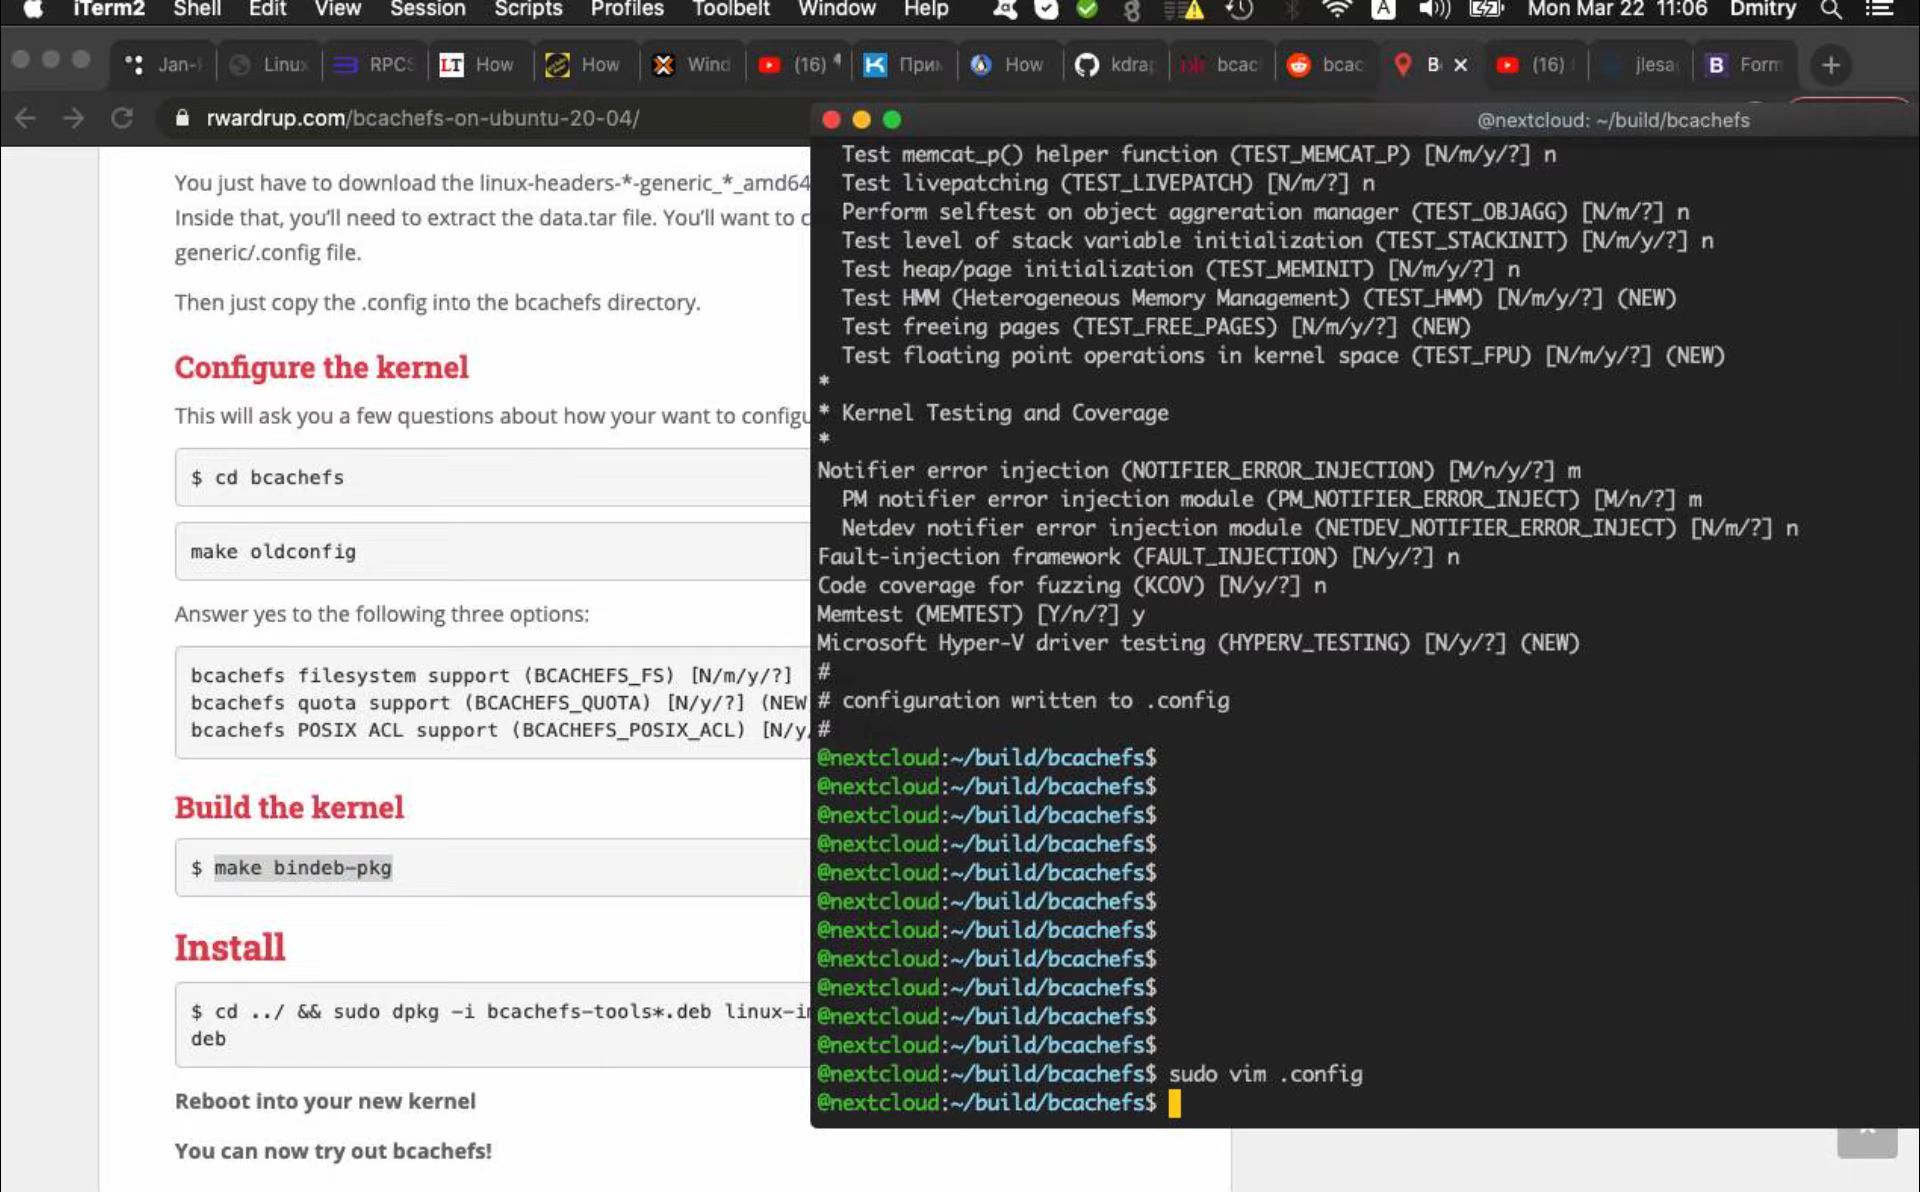 iTerm2 Shell Edit View Session Scripts Profiles Toolbelt Window Help A Mon Mar 22 11:06 Dmitry
Jan- Linux RPCS LT How How Wind (16) При How kdrap bcac bcac B (16) jlesa B Form
rwardrup.com/bcachefs-on-ubuntu-20-04/
You just have to download the linux-headers-*-generic_*_amd64
Inside that, you’ll need to extract the data.tar file. You’ll want to c
generic/.config file.
Then just copy the .config into the bcachefs directory.
Configure the kernel
This will ask you a few questions about how your want to configu
$ cd bcachefs
make oldconfig
Answer yes to the following three options:
bcachefs filesystem support (BCACHEFS_FS) [N/m/y/?]
bcachefs quota support (BCACHEFS_QUOTA) [N/y/?] (NEW
bcachefs POSIX ACL support (BCACHEFS_POSIX_ACL) [N/y/
Build the kernel
$ make bindeb-pkg
Install
$ cd ../ && sudo dpkg -i bcachefs-tools*.deb linux-im
deb
Reboot into your new kernel
You can now try out bcachefs!
@nextcloud: ~/build/bcachefs
Test memcat_p() helper function (TEST_MEMCAT_P) [N/m/y/?] n
Test livepatching (TEST_LIVEPATCH) [N/m/?] n
Perform selftest on object aggreration manager (TEST_OBJAGG) [N/m/?] n
Test level of stack variable initialization (TEST_STACKINIT) [N/m/y/?] n
Test heap/page initialization (TEST_MEMINIT) [N/m/y/?] n
Test HMM (Heterogeneous Memory Management) (TEST_HMM) [N/m/y/?] (NEW)
Test freeing pages (TEST_FREE_PAGES) [N/m/y/?] (NEW)
Test floating point operations in kernel space (TEST_FPU) [N/m/y/?] (NEW)
*
* Kernel Testing and Coverage
*
Notifier error injection (NOTIFIER_ERROR_INJECTION) [M/n/y/?] m
PM notifier error injection module (PM_NOTIFIER_ERROR_INJECT) [M/n/?] m
Netdev notifier error injection module (NETDEV_NOTIFIER_ERROR_INJECT) [N/m/?] n
Fault-injection framework (FAULT_INJECTION) [N/y/?] n
Code coverage for fuzzing (KCOV) [N/y/?] n
Memtest (MEMTEST) [Y/n/?] y
Microsoft Hyper-V driver testing (HYPERV_TESTING) [N/y/?] (NEW)
#
# configuration written to .config
#
@nextcloud:~/build/bcachefs$
@nextcloud:~/build/bcachefs$
@nextcloud:~/build/bcachefs$
@nextcloud:~/build/bcachefs$
@nextcloud:~/build/bcachefs$
@nextcloud:~/build/bcachefs$
@nextcloud:~/build/bcachefs$
@nextcloud:~/build/bcachefs$
@nextcloud:~/build/bcachefs$
@nextcloud:~/build/bcachefs$
@nextcloud:~/build/bcachefs$
@nextcloud:~/build/bcachefs$ sudo vim .config
@nextcloud:~/build/bcachefs$